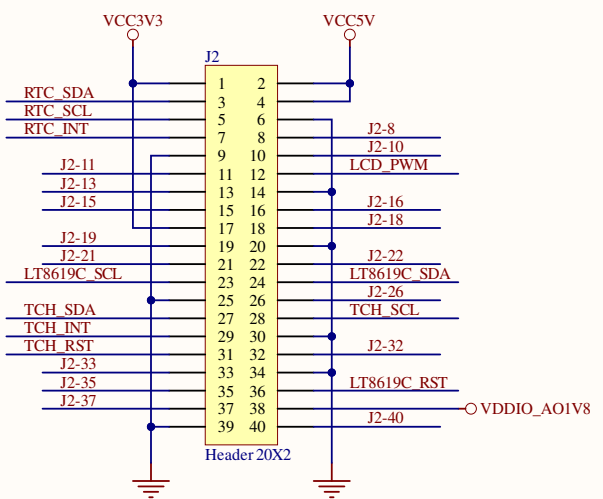 VCC3V3 VCC5V
J2
1 2
RTC_SDA 3 4
RTC_SCL 5 6
RTC_INT 7 8 J2-8
9 10 J2-10
J2-11 11 12 LCD_PWM
J2-13 13 14
J2-15 15 16 J2-16
17 18 J2-18
J2-19 19 20
J2-21 21 22 J2-22
LT8619C_SCL 23 24 LT8619C_SDA
25 26 J2-26
TCH_SDA 27 28 TCH_SCL
TCH_INT 29 30
TCH_RST 31 32 J2-32
J2-33 33 34
J2-35 35 36 LT8619C_RST
J2-37 37 38 VDDIO_AO1V8
39 40 J2-40
Header 20X2